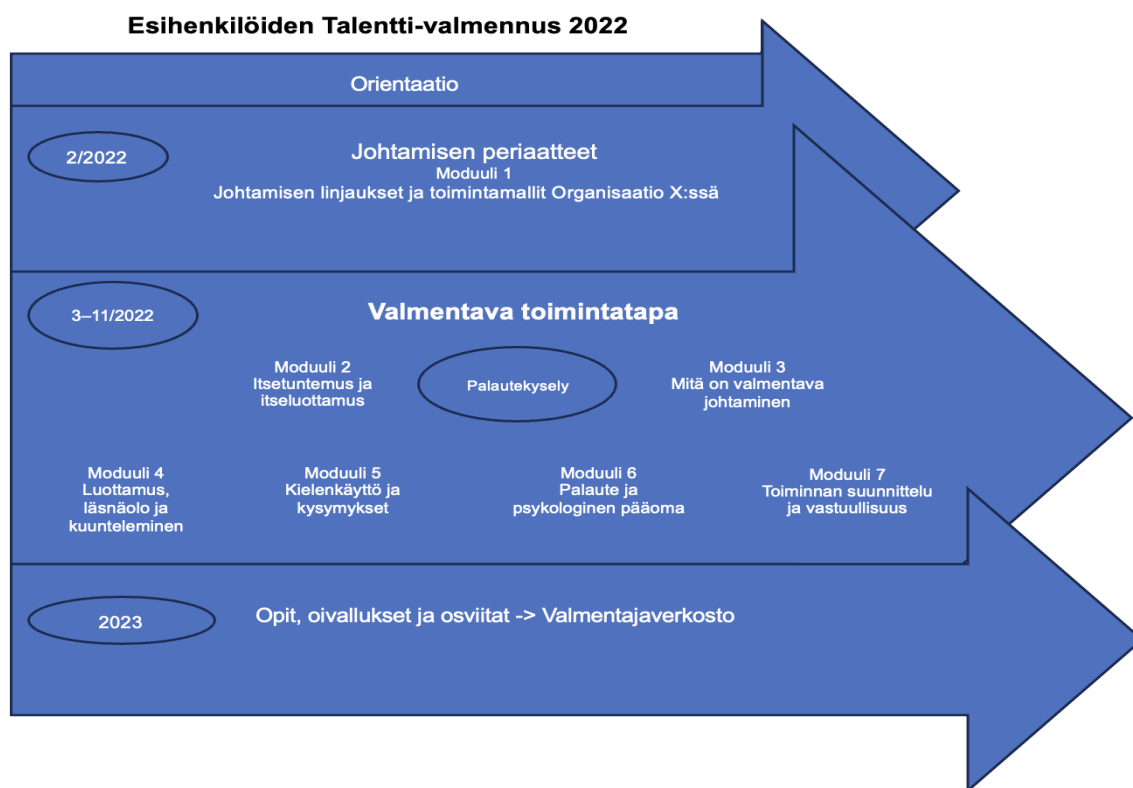 Esihenkilöiden Talentti-valmennus 2022
Orientaatio
2/2022
Johtamisen periaatteet
Moduuli 1
Johtamisen linjaukset ja toimintamallit Organisaatio X:ssä
3–11/2022
Valmentava toimintatapa
Moduuli 2
Itsetuntemus ja
itseluottamus
Palautekysely
Moduuli 3
Mitä on valmentava
johtaminen
Moduuli 4
Luottamus,
läsnäolo ja
kuunteleminen
Moduuli 5
Kielenkäyttö ja
kysymykset
Moduuli 6
Palaute ja
psykologinen pääoma
Moduuli 7
Toiminnan suunnittelu
ja vastuullisuus
2023
Opit, oivallukset ja osviitat -> Valmentajaverkosto